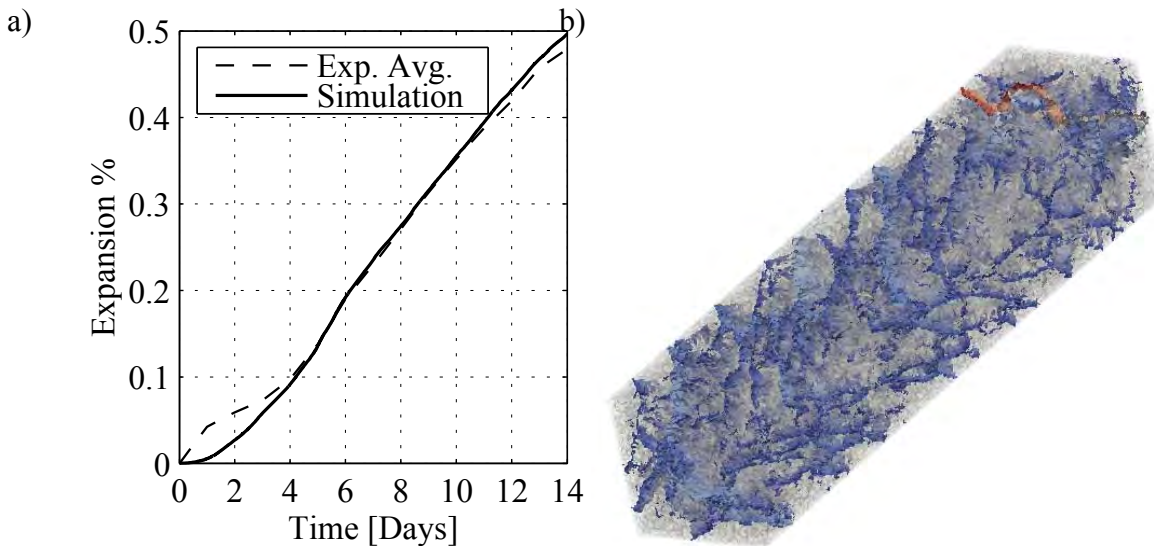 a)
b)
0.5
Exp. Avg.
Simulation
0.4
0.3
0.2
0.1
0
Expansion %
0 2 4 6 8 10 12 14
Time [Days]